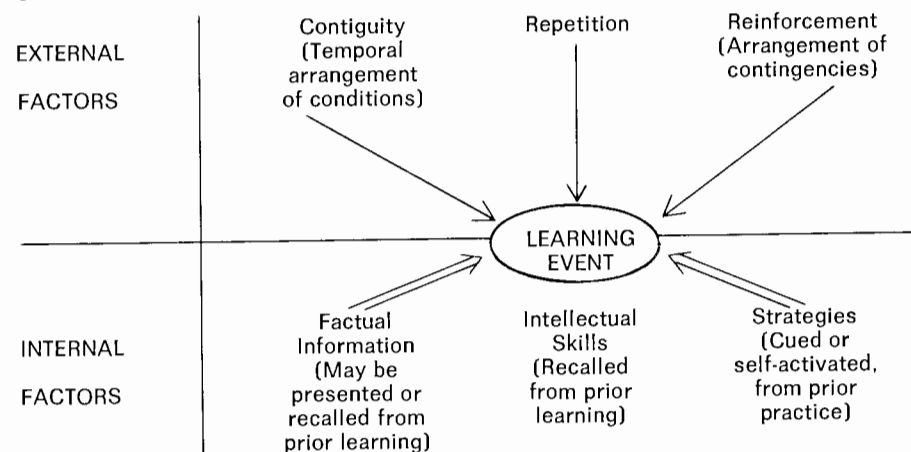 EXTERNAL
FACTORS
Contiguity
(Temporal
arrangement
of conditions)
Repetition
Reinforcement
(Arrangement of
contingencies)
LEARNING
EVENT
INTERNAL
FACTORS
Factual
Information
(May be
presented or
recalled from
prior learning)
Intellectual
Skills
(Recalled
from prior
learning)
Strategies
(Cued or
self-activated,
from prior
practice)